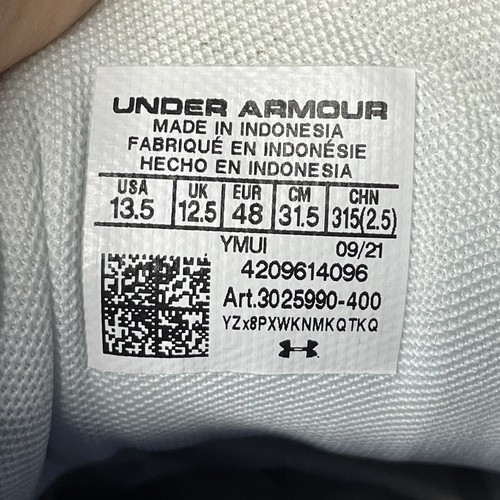 UNDER ARMOUR
MADE IN INDONESIA
FABRIQUÉ EN INDONÉSIE
HECHO EN INDONESIA
USA UK EUR CM CHN
13.5 12.5 48 31.5 315(2.5)
YMUI 09/21
4209614096
Art.3025990-400
YZx8PXWKNMKQTKQ